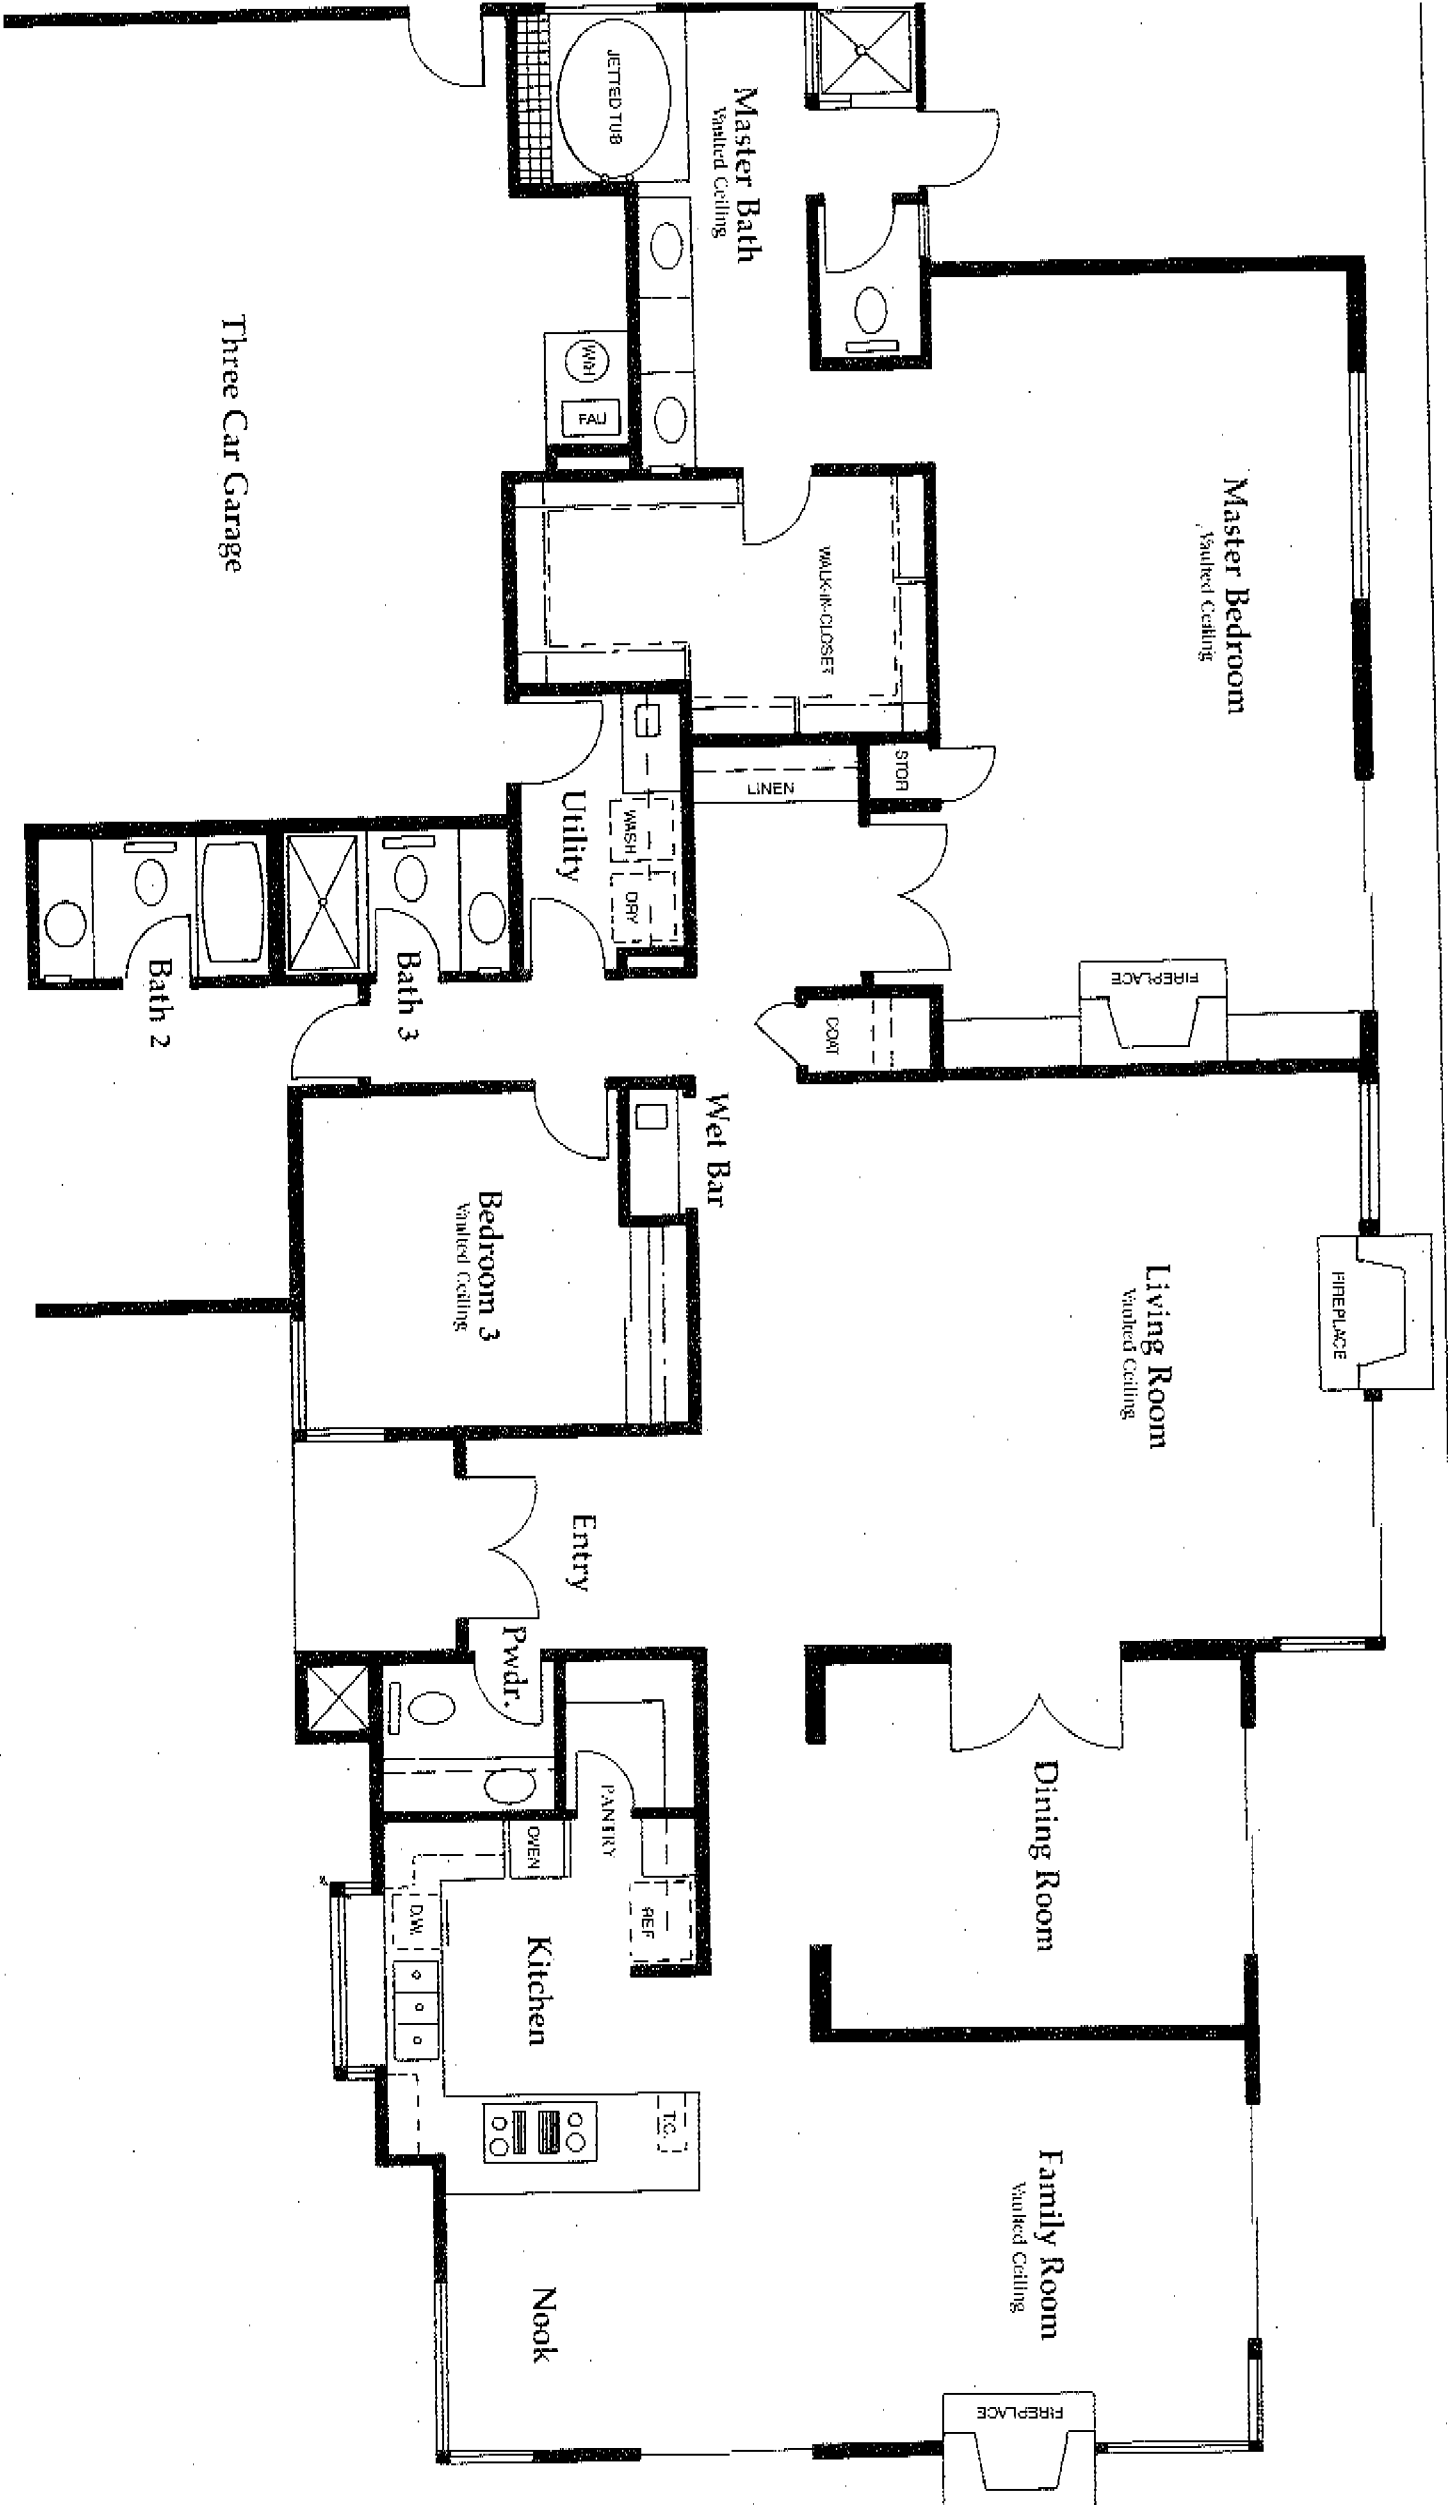 Master Bedroom
Vaulted Ceiling
FIREPLACE
FIREPLACE
Living Room
Vaulted Ceiling
Dining Room
Family Room
Vaulted Ceiling
FIREPLACE
Master Bath
Vaulted Ceiling
JETTED TUB
WALK-IN-CLOSET
STOR
LINEN
COAT
Wet Bar
W/H
FAU
Utility
WASH
DRY
Bath 3
Bath 2
Bedroom 3
Vaulted Ceiling
Entry
Pwdr.
PANTRY
OVEN
REF
D.W.
Kitchen
T.C.
Nook
Three Car Garage